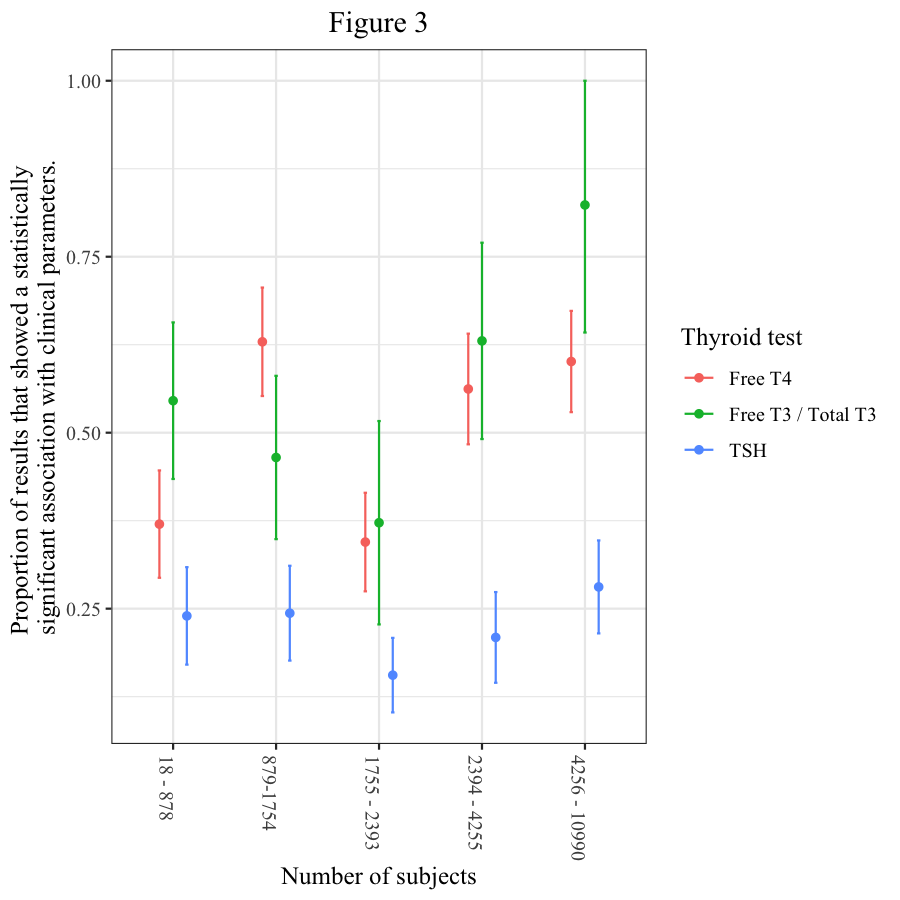 Figure 3
Proportion of results that showed a statistically
significant association with clinical parameters.
1.00
0.75
0.50
0.25
18 - 878
879-1754
1755 - 2393
2394 - 4255
4256 - 10990
Number of subjects
Thyroid test
Free T4
Free T3 / Total T3
TSH